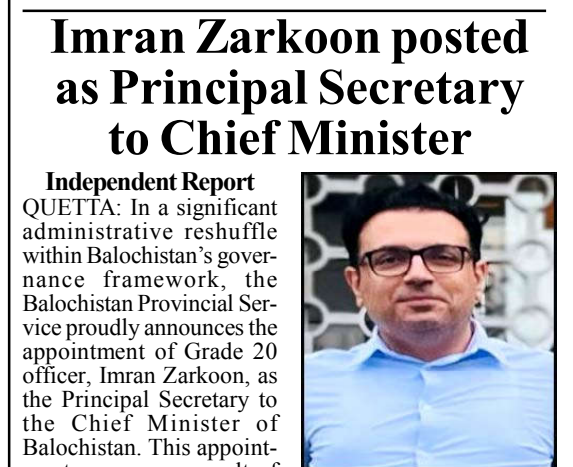 Imran Zarkoon posted
as Principal Secretary
to Chief Minister
Independent Report
QUETTA: In a significant
administrative reshuffle
within Balochistan's gover-
nance framework, the
Balochistan Provincial Ser-
vice proudly announces the
appointment of Grade 20
officer, Imran Zarkoon, as
the Principal Secretary to
the Chief Minister of
Balochistan. This appoint-